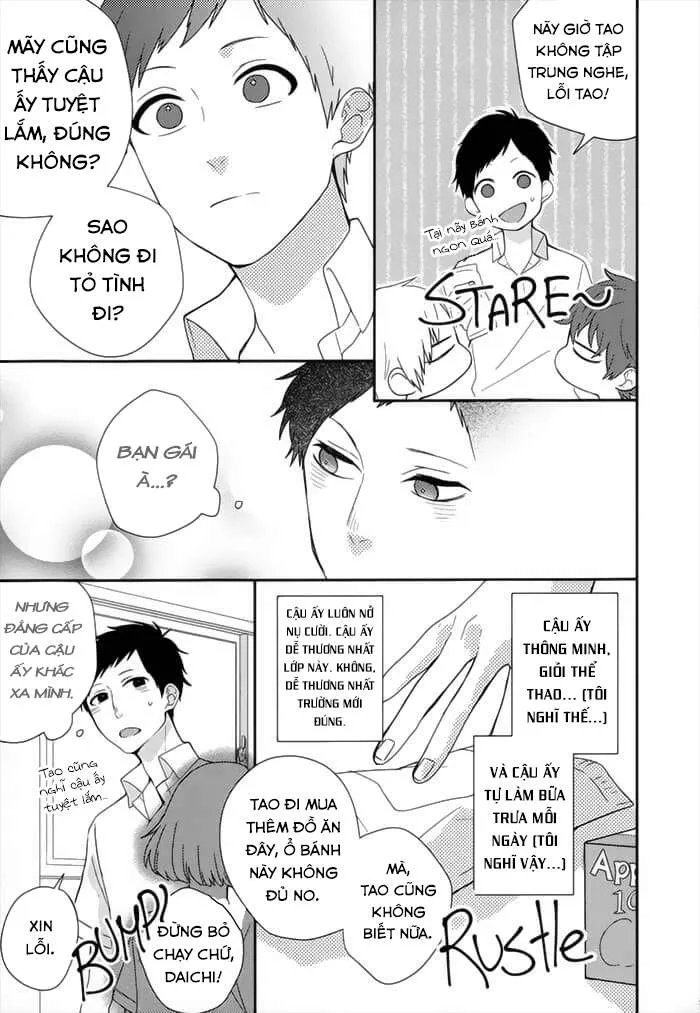 NÃY GIỜ TAO
KHÔNG TẬP
TRUNG NGHE,
LỖI TAO!
Tại nãy bánh
ngon quá...
STARE~
MÃY CŨNG
THẤY CẬU
ẤY TUYỆT
LẮM, ĐÚNG
KHÔNG?
SAO
KHÔNG ĐI
TỎ TÌNH
ĐI?
BẠN GÁI
À...?
CẬU ẤY
THÔNG MINH,
GIỎI THỂ
THAO... (TÔI
NGHĨ THẾ...)
VÀ CẬU ẤY
TỰ LÀM BỮA
TRƯA MỖI
NGÀY (TÔI
NGHĨ VẬY...)
CẬU ẤY LUÔN NỞ
NỤ CƯỜI. CẬU ẤY
DỄ THƯƠNG NHẤT
LỚP NÀY. KHÔNG,
DỄ THƯƠNG NHẤT
TRƯỜNG MỚI
ĐÚNG.
App
10
C
RUStle
MÀ,
TAO CŨNG
KHÔNG
BIẾT NỮA.
TAO ĐI MUA
THÊM ĐỒ ĂN
ĐÂY, Ổ BÁNH
NÀY KHÔNG
ĐỦ NO.
NHƯNG
ĐẲNG CẤP
CỦA CẬU
ẤY KHÁC
XA MÌNH.
Tao cũng
nghĩ cậu ấy
tuyệt lắm...
ĐỪNG BỎ
CHẠY CHỨ,
DAICHI!
BUMP!
XIN
LỖI.